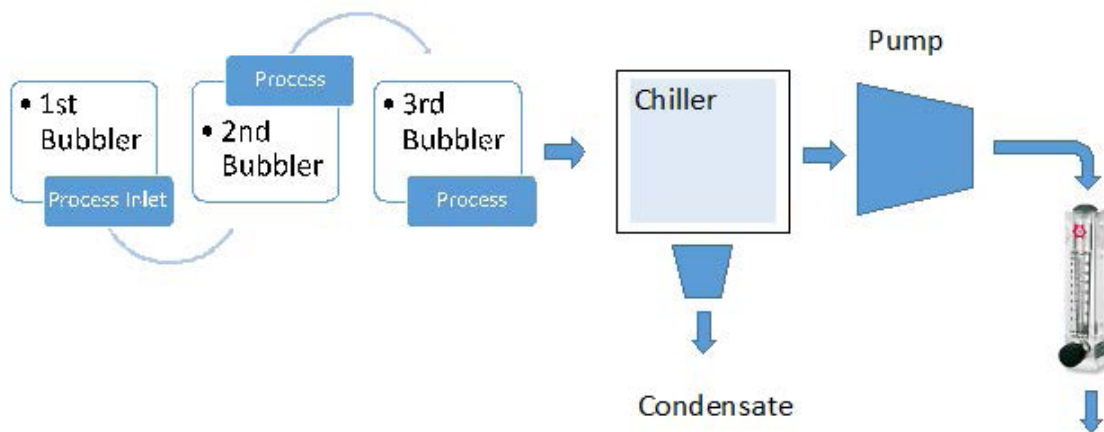 Pump
Process
• 1st
Bubbler
• 2nd
Bubbler
• 3rd
Bubbler
Process Inlet
Process
Chiller
Condensate